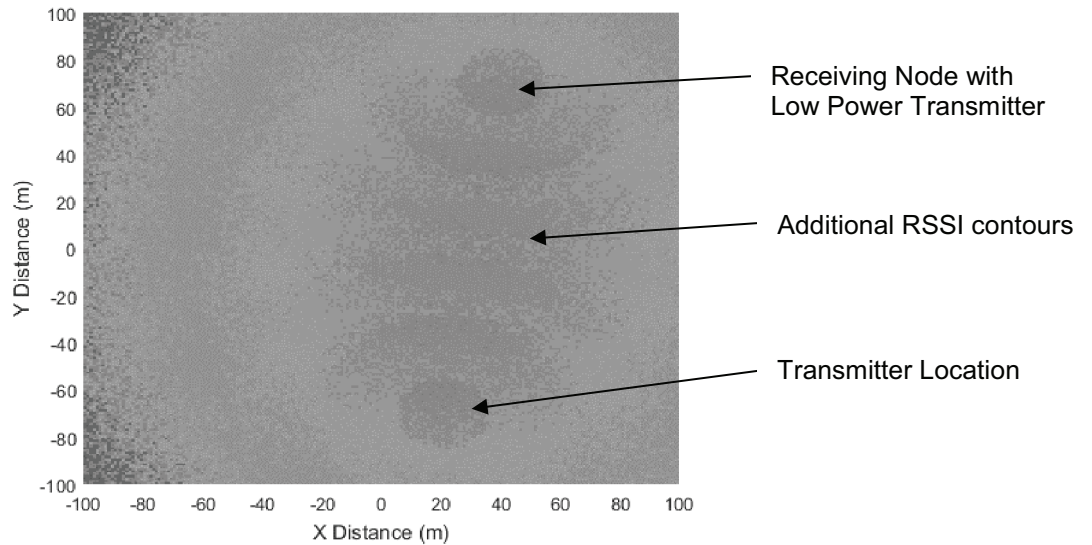 100
80
60
40
20
0
-20
-40
-60
-80
-100
Y Distance (m)
-100 -80 -60 -40 -20 0 20 40 60 80 100
X Distance (m)
Receiving Node with
Low Power Transmitter
Additional RSSI contours
Transmitter Location